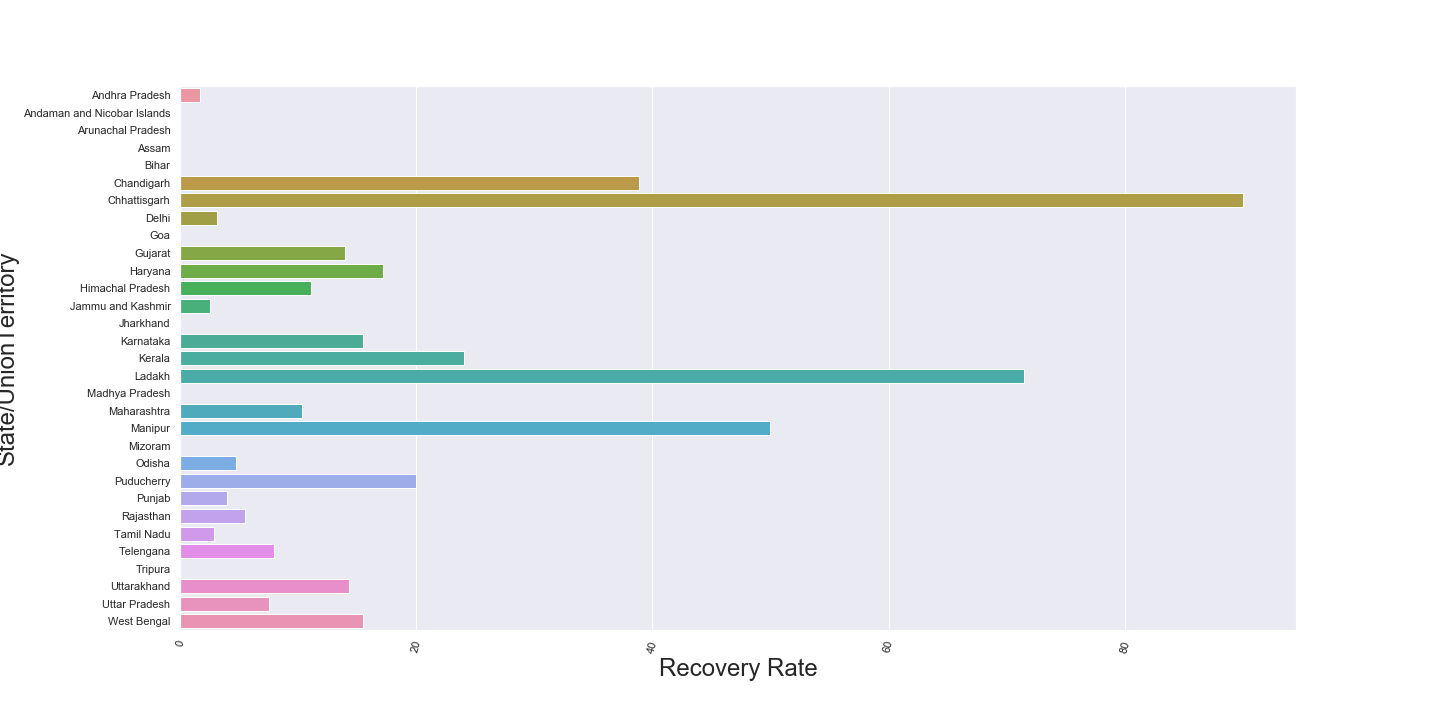 State/UnionTerritory
Andhra Pradesh
Andaman and Nicobar Islands
Arunachal Pradesh
Assam
Bihar
Chandigarh
Chhattisgarh
Delhi
Goa
Gujarat
Haryana
Himachal Pradesh
Jammu and Kashmir
Jharkhand
Karnataka
Kerala
Ladakh
Madhya Pradesh
Maharashtra
Manipur
Mizoram
Odisha
Puducherry
Punjab
Rajasthan
Tamil Nadu
Telengana
Tripura
Uttarakhand
Uttar Pradesh
West Bengal
0 20 40 60 80
Recovery Rate